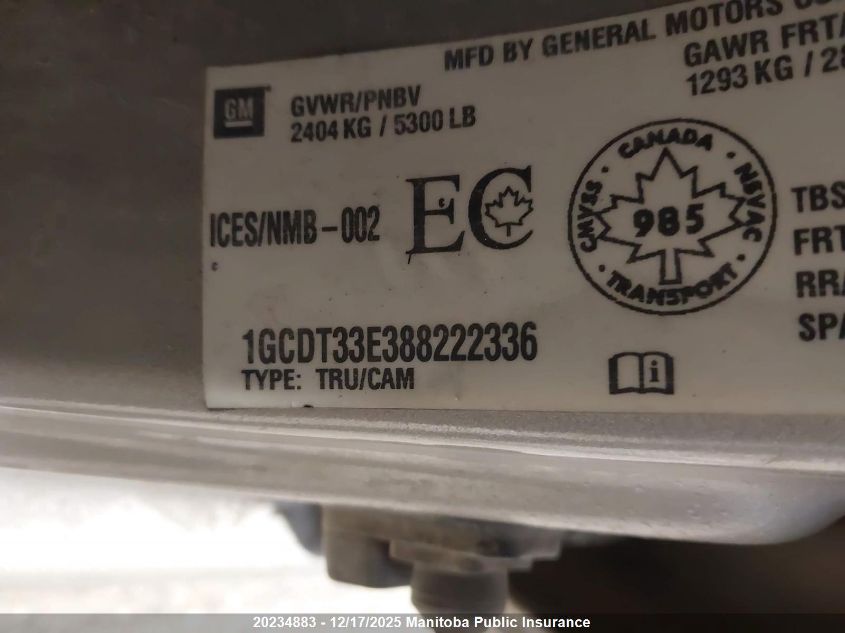 MFD BY GENERAL MOTORS
GM
GVWR/PNBV
2404 KG / 5300 LB
GAWR FRT/
1293 KG /
ICES/NMB-002
EC
CANADA
CMVSS · NSVAC
985
TRANSPORT
TBS
FRT
RR/
SPA
1GCDT33E388222336
TYPE: TRU/CAM
i
20234883 - 12/17/2025 Manitoba Public Insurance